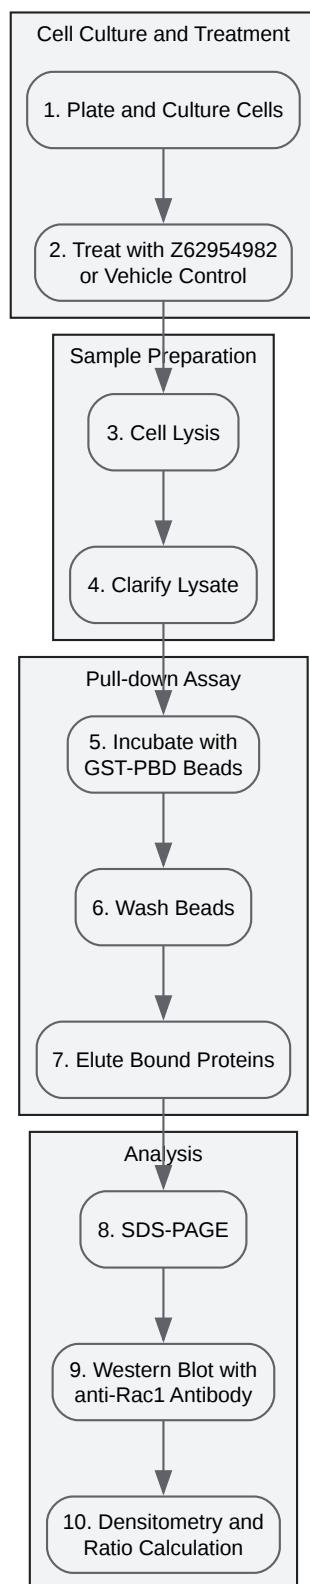 Cell Culture and Treatment
1. Plate and Culture Cells
2. Treat with Z62954982
or Vehicle Control
Sample Preparation
3. Cell Lysis
4. Clarify Lysate
Pull-down Assay
5. Incubate with
GST-PBD Beads
6. Wash Beads
7. Elute Bound Proteins
Analysis
8. SDS-PAGE
9. Western Blot with
anti-Rac1 Antibody
10. Densitometry and
Ratio Calculation